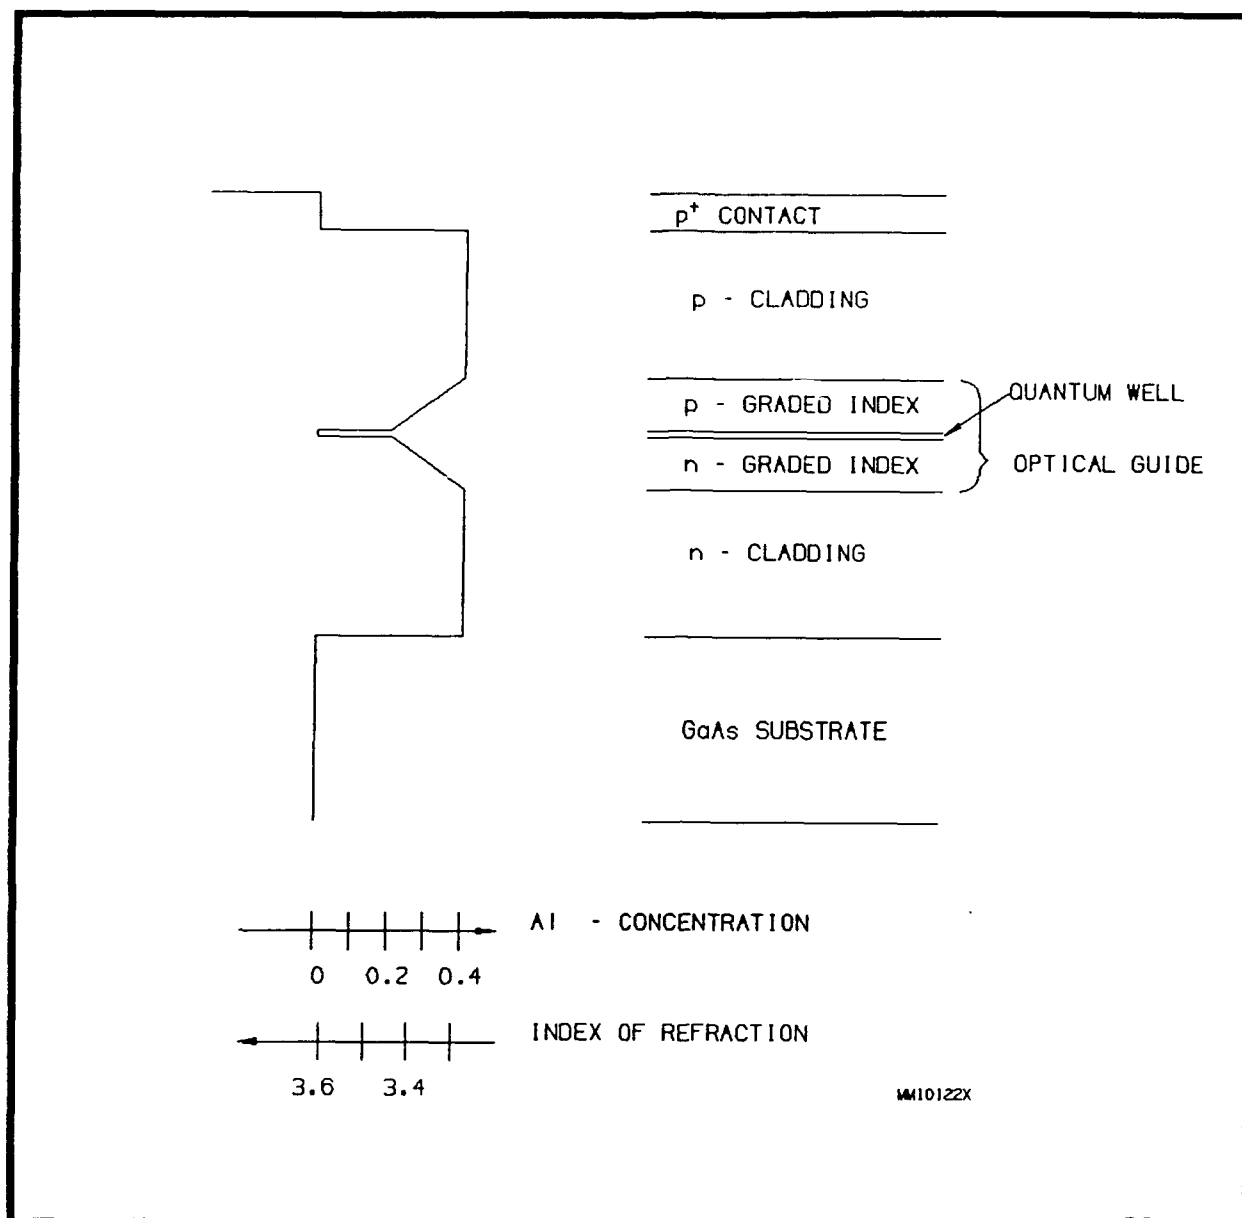 p+ CONTACT
p - CLADDING
p - GRADED INDEX
QUANTUM WELL
n - GRADED INDEX
OPTICAL GUIDE
n - CLADDING
GaAs SUBSTRATE
Al - CONCENTRATION
0 0.2 0.4
INDEX OF REFRACTION
3.6 3.4
MM10122X